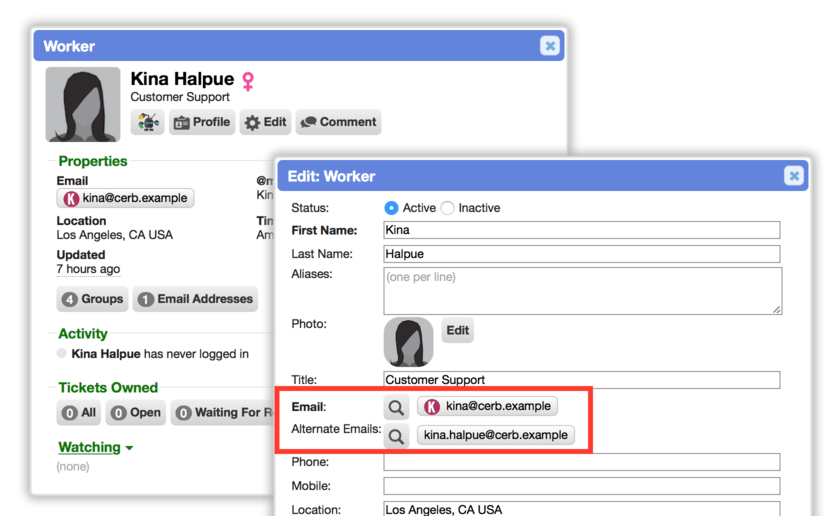 Worker
Kina Halpue
Customer Support
Profile Edit Comment
Properties
Email
K kina@cerb.example
Location
Los Angeles, CA USA
Updated
7 hours ago
4 Groups 1 Email Addresses
Activity
Kina Halpue has never logged in
Tickets Owned
0 All 0 Open 0 Waiting For
Watching
(none)
Edit: Worker
Status: Active Inactive
First Name: Kina
Last Name: Halpue
Aliases: (one per line)
Photo: Edit
Title: Customer Support
Email: K kina@cerb.example
Alternate Emails: kina.halpue@cerb.example
Phone:
Mobile:
Location: Los Angeles, CA USA